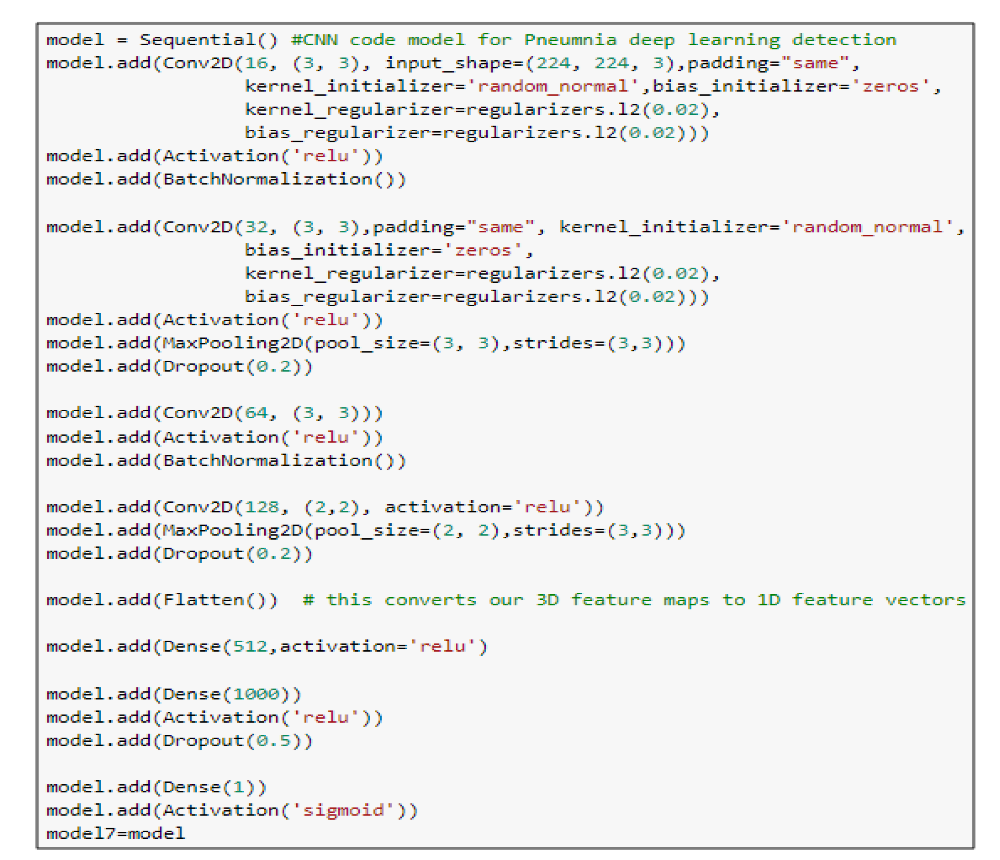 model = Sequential() #CNN code model for Pneumnia deep learning detection
model.add(Conv2D(16, (3, 3), input_shape=(224, 224, 3),padding="same",
                 kernel_initializer='random_normal',bias_initializer='zeros',
                 kernel_regularizer=regularizers.l2(0.02),
                 bias_regularizer=regularizers.l2(0.02)))
model.add(Activation('relu'))
model.add(BatchNormalization())

model.add(Conv2D(32, (3, 3),padding="same", kernel_initializer='random_normal',
                 bias_initializer='zeros',
                 kernel_regularizer=regularizers.l2(0.02),
                 bias_regularizer=regularizers.l2(0.02)))
model.add(Activation('relu'))
model.add(MaxPooling2D(pool_size=(3, 3),strides=(3,3)))
model.add(Dropout(0.2))

model.add(Conv2D(64, (3, 3)))
model.add(Activation('relu'))
model.add(BatchNormalization())

model.add(Conv2D(128, (2,2), activation='relu'))
model.add(MaxPooling2D(pool_size=(2, 2),strides=(3,3)))
model.add(Dropout(0.2))

model.add(Flatten())  # this converts our 3D feature maps to 1D feature vectors

model.add(Dense(512,activation='relu')

model.add(Dense(1000))
model.add(Activation('relu'))
model.add(Dropout(0.5))

model.add(Dense(1))
model.add(Activation('sigmoid'))
model7=model